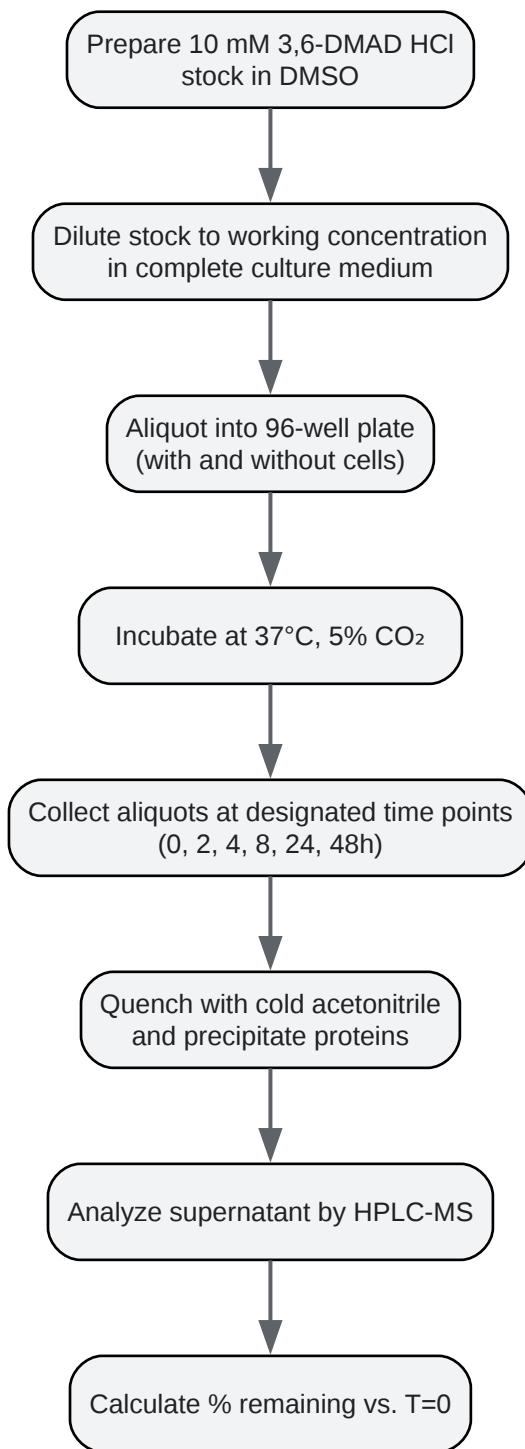 Prepare 10 mM 3,6-DMAD HCl
stock in DMSO
Dilute stock to working concentration
in complete culture medium
Aliquot into 96-well plate
(with and without cells)
Incubate at 37°C, 5% CO₂
Collect aliquots at designated time points
(0, 2, 4, 8, 24, 48h)
Quench with cold acetonitrile
and precipitate proteins
Analyze supernatant by HPLC-MS
Calculate % remaining vs. T=0